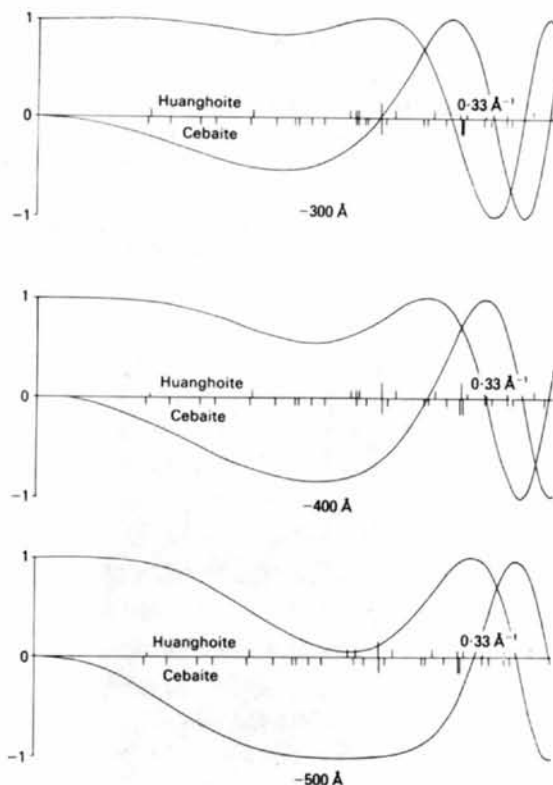 1
Huanghoite
0.33 Å⁻¹
0
Cebaite
−1
−300 Å
1
Huanghoite
0·33 Å⁻¹
0
Cebaite
−1
−400 Å
1
Huanghoite
0·33 Å⁻¹
0
Cebaite
−1
−500 Å